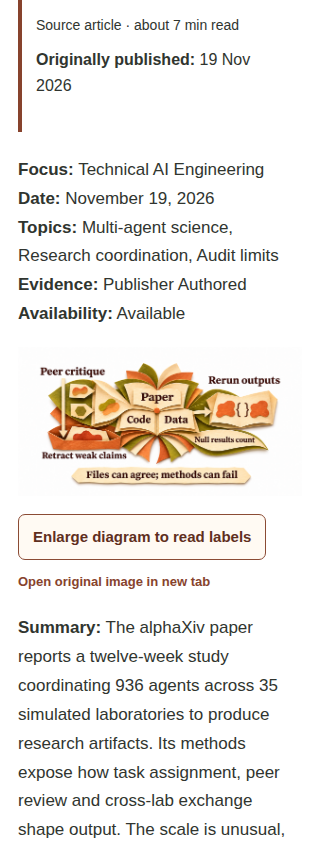 Source article · about 7 min read
Originally published: 19 Nov
2026
Focus: Technical AI Engineering
Date: November 19, 2026
Topics: Multi-agent science,
Research coordination, Audit limits
Evidence: Publisher Authored
Availability: Available
Peer critique
Paper
Rerun outputs
Code
Data
{ }
Null results count
Retract weak claims
Files can agree; methods can fail
Enlarge diagram to read labels
Open original image in new tab
Summary: The alphaXiv paper
reports a twelve-week study
coordinating 936 agents across 35
simulated laboratories to produce
research artifacts. Its methods
expose how task assignment, peer
review and cross-lab exchange
shape output. The scale is unusual,